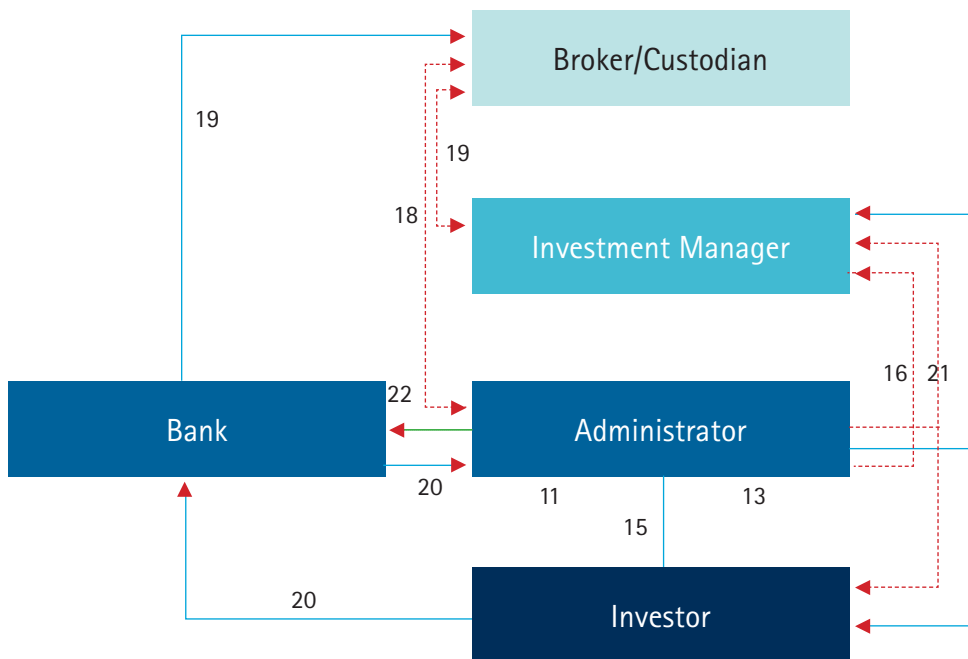 Broker/Custodian
19
19
18
Investment Manager
16
21
22
Bank
Administrator
20
11
13
15
20
Investor